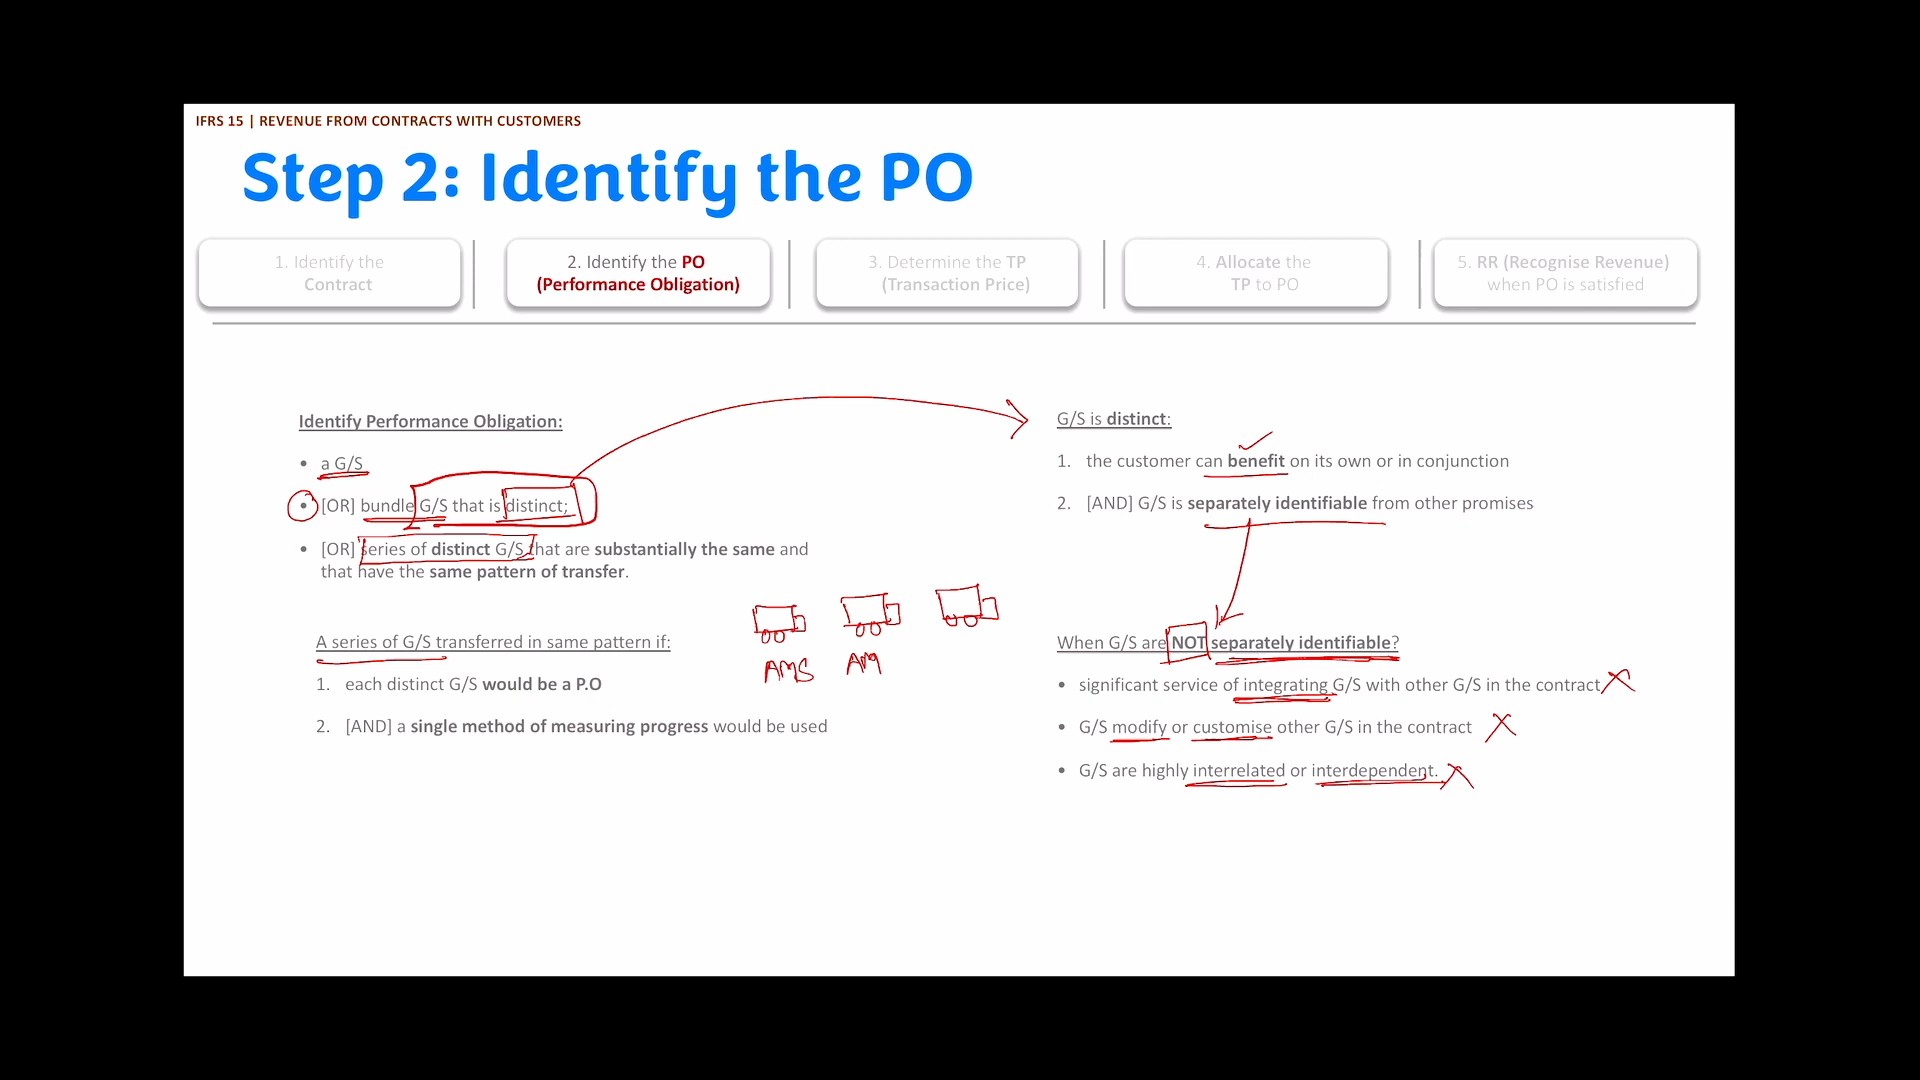 IFRS 15 | REVENUE FROM CONTRACTS WITH CUSTOMERS
Step 2: Identify the PO
1. Identify the
Contract
2. Identify the PO
(Performance Obligation)
3. Determine the TP
(Transaction Price)
4. Allocate the
TP to PO
5. RR (Recognise Revenue)
when PO is satisfied
Identify Performance Obligation:
• a G/S
• [OR] bundle G/S that is distinct;
• [OR] series of distinct G/S that are substantially the same and
that have the same pattern of transfer.
A series of G/S transferred in same pattern if:
1. each distinct G/S would be a P.O
2. [AND] a single method of measuring progress would be used
AMS AM
G/S is distinct:
1. the customer can benefit on its own or in conjunction
2. [AND] G/S is separately identifiable from other promises
When G/S are NOT separately identifiable?
• significant service of integrating G/S with other G/S in the contract
• G/S modify or customise other G/S in the contract
• G/S are highly interrelated or interdependent.